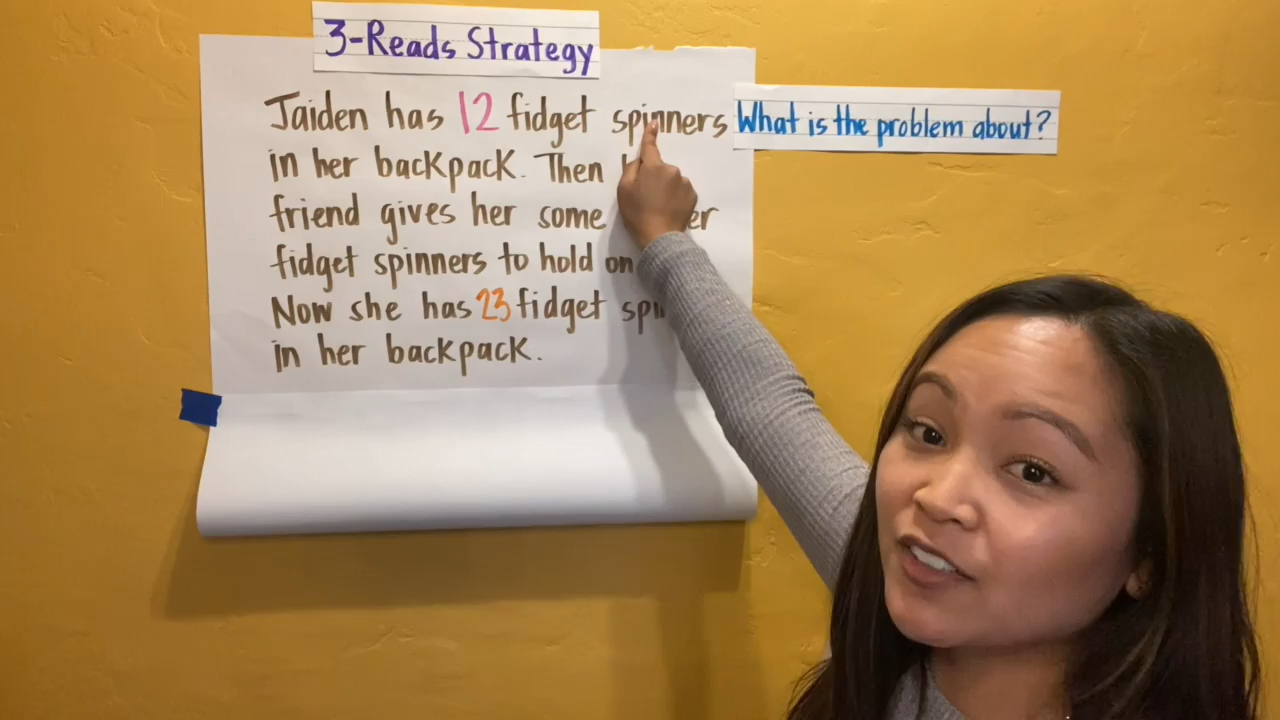 3-Reads Strategy
Jaiden has 12 fidget spinners
in her backpack. Then
friend gives her some
fidget spinners to hold on
Now she has 23 fidget
in her backpack.
What is the problem about?